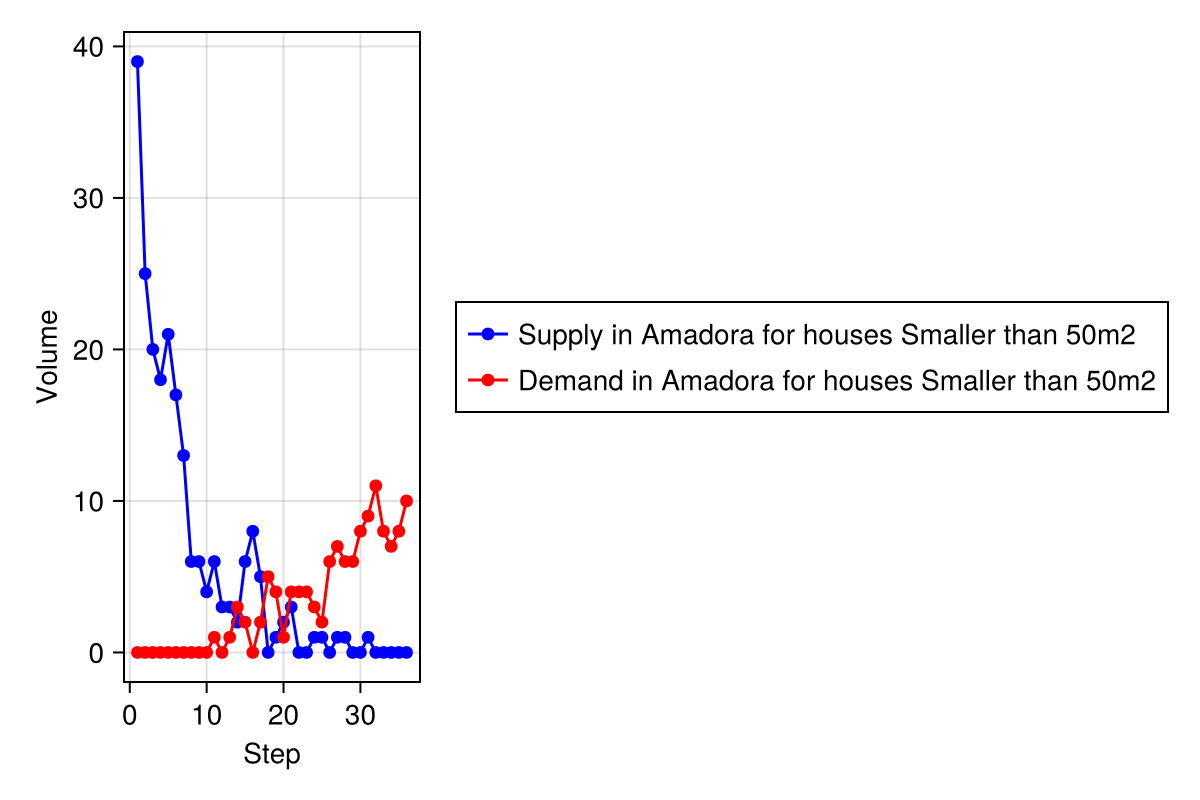 40
30
20
10
0
Volume
0 10 20 30
Step
Supply in Amadora for houses Smaller than 50m2
Demand in Amadora for houses Smaller than 50m2